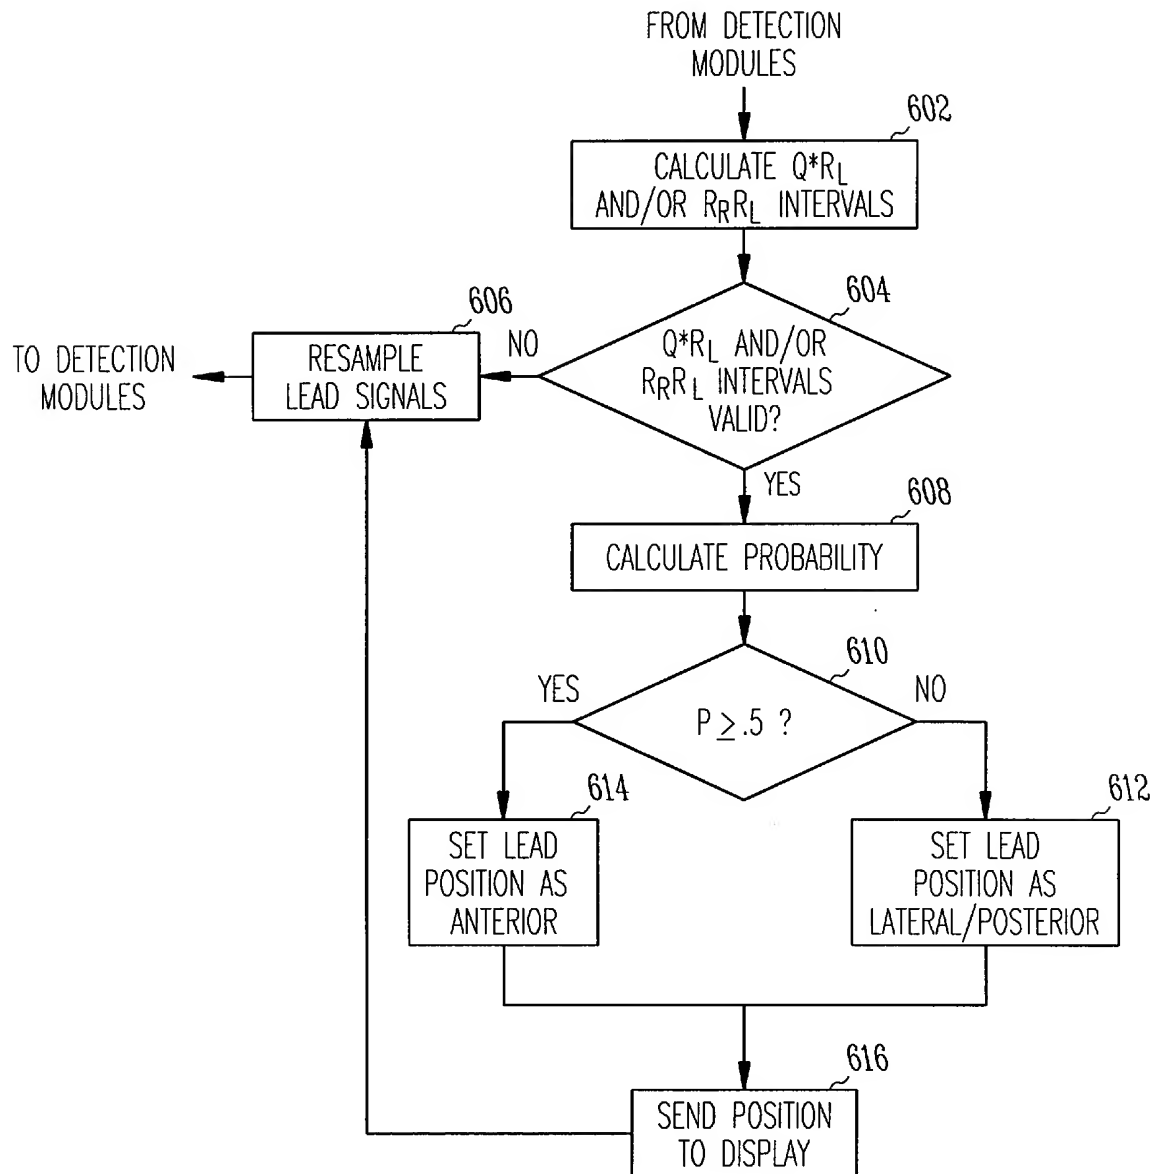 FROM DETECTION
MODULES
602
CALCULATE Q*RL
AND/OR RRRL INTERVALS
604
Q*RL AND/OR
RRRL INTERVALS
VALID?
606
NO
RESAMPLE
LEAD SIGNALS
TO DETECTION
MODULES
YES
608
CALCULATE PROBABILITY
610
YES
NO
P ≥ .5 ?
614
SET LEAD
POSITION AS
ANTERIOR
612
SET LEAD
POSITION AS
LATERAL/POSTERIOR
616
SEND POSITION
TO DISPLAY